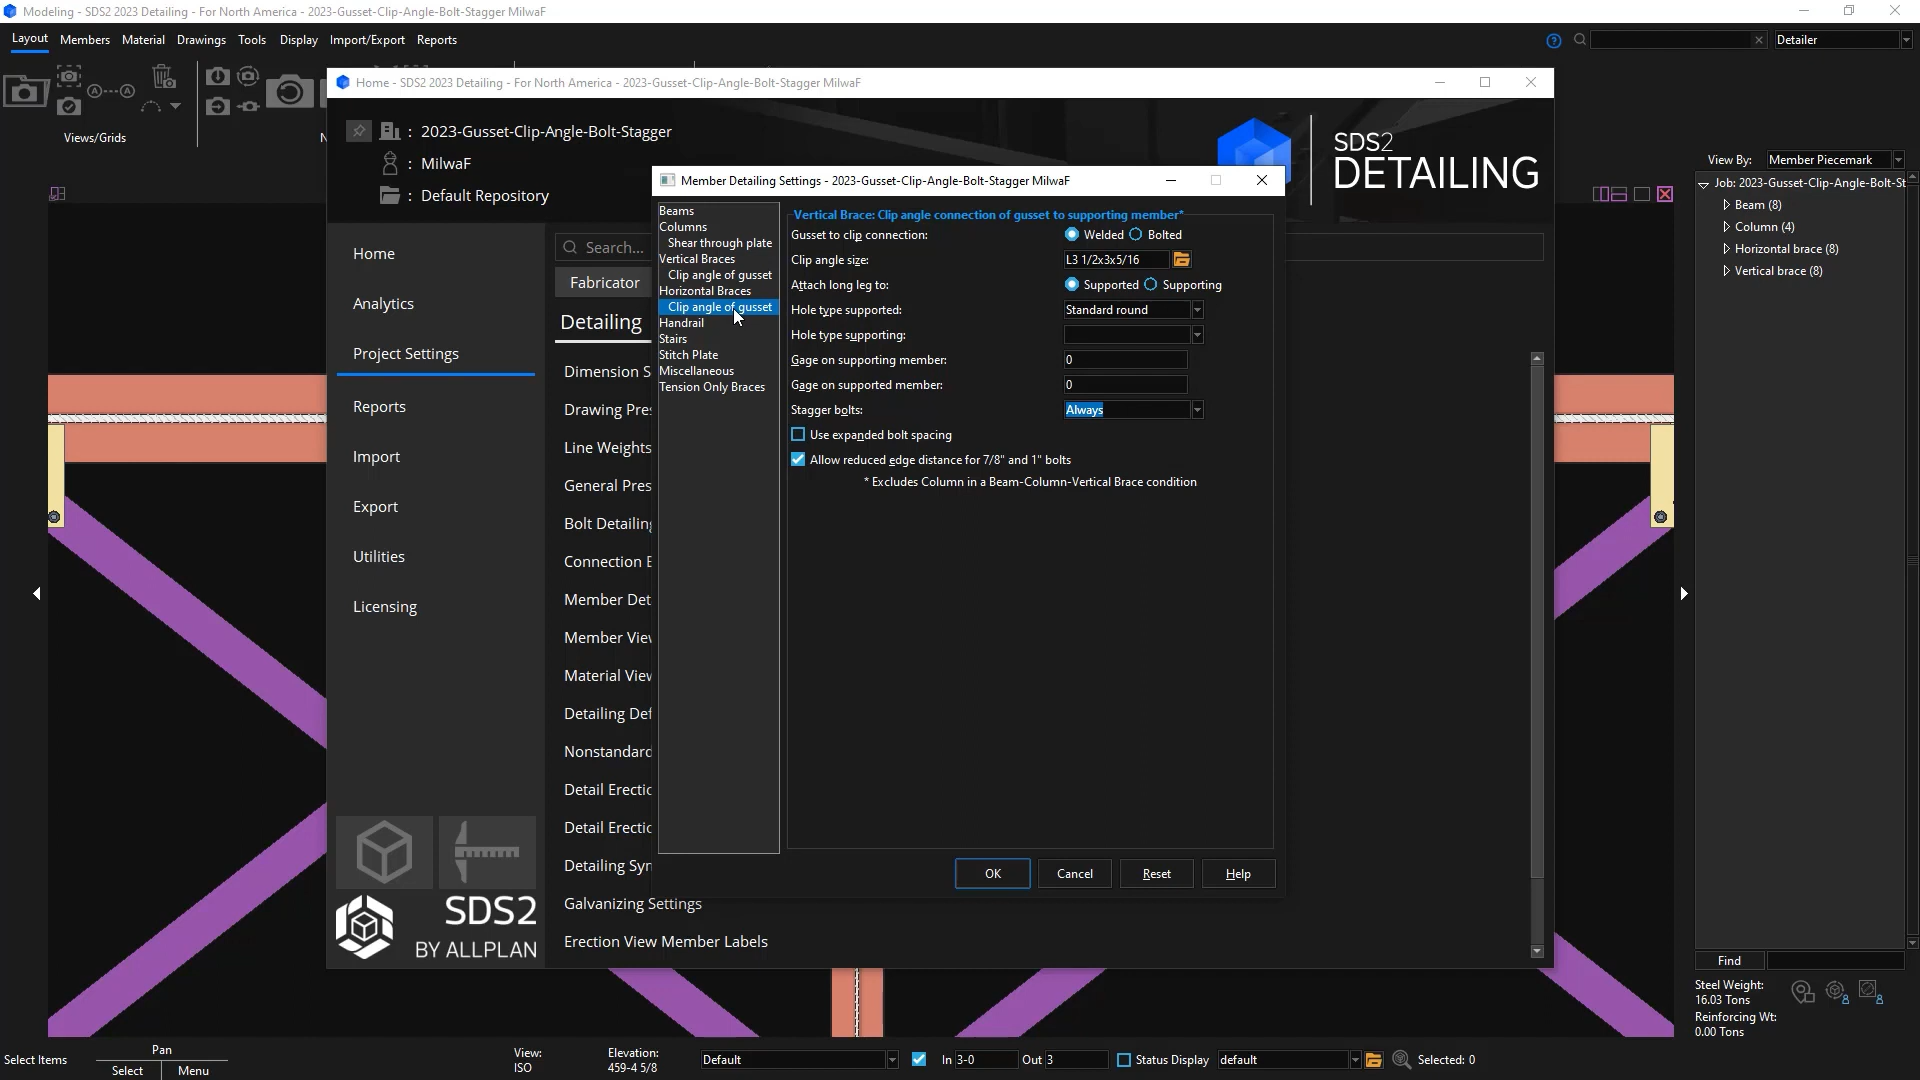 Modeling - SDS2 2023 Detailing - For North America - 2023-Gusset-Clip-Angle-Bolt-Stagger MilwaF
Layout Members Material Drawings Tools Display Import/Export Reports
Detailer
Views/Grids
N
Home - SDS2 2023 Detailing - For North America - 2023-Gusset-Clip-Angle-Bolt-Stagger MilwaF
: 2023-Gusset-Clip-Angle-Bolt-Stagger
: MilwaF
: Default Repository
SDS2
DETAILING
Home
Analytics
Project Settings
Reports
Import
Export
Utilities
Licensing
SDS2
BY ALLPLAN
Search...
Fabricator
Detailing
Dimension S
Drawing Pres
Line Weights
General Pres
Bolt Detailing
Connection E
Member Det
Member View
Material View
Detailing Def
Nonstandard
Detail Erectio
Detail Erectio
Detailing Sym
Galvanizing Settings
Erection View Member Labels
Member Detailing Settings - 2023-Gusset-Clip-Angle-Bolt-Stagger MilwaF
Beams
Columns
Shear through plate
Vertical Braces
Clip angle of gusset
Horizontal Braces
Clip angle of gusset
Handrail
Stairs
Stitch Plate
Miscellaneous
Tension Only Braces
Vertical Brace: Clip angle connection of gusset to supporting member*
Gusset to clip connection: Welded Bolted
Clip angle size: L3 1/2x3x5/16
Attach long leg to: Supported Supporting
Hole type supported: Standard round
Hole type supporting:
Gage on supporting member: 0
Gage on supported member: 0
Stagger bolts: Always
Use expanded bolt spacing
Allow reduced edge distance for 7/8" and 1" bolts
* Excludes Column in a Beam-Column-Vertical Brace condition
OK Cancel Reset Help
View By: Member Piecemark
Job: 2023-Gusset-Clip-Angle-Bolt-St
Beam (8)
Column (4)
Horizontal brace (8)
Vertical brace (8)
Find
Steel Weight:
16.03 Tons
Reinforcing Wt:
0.00 Tons
Select Items
Pan
Select Menu
View:
ISO
Elevation:
459-4 5/8
Default
In 3-0 Out 3
Status Display default
Selected: 0